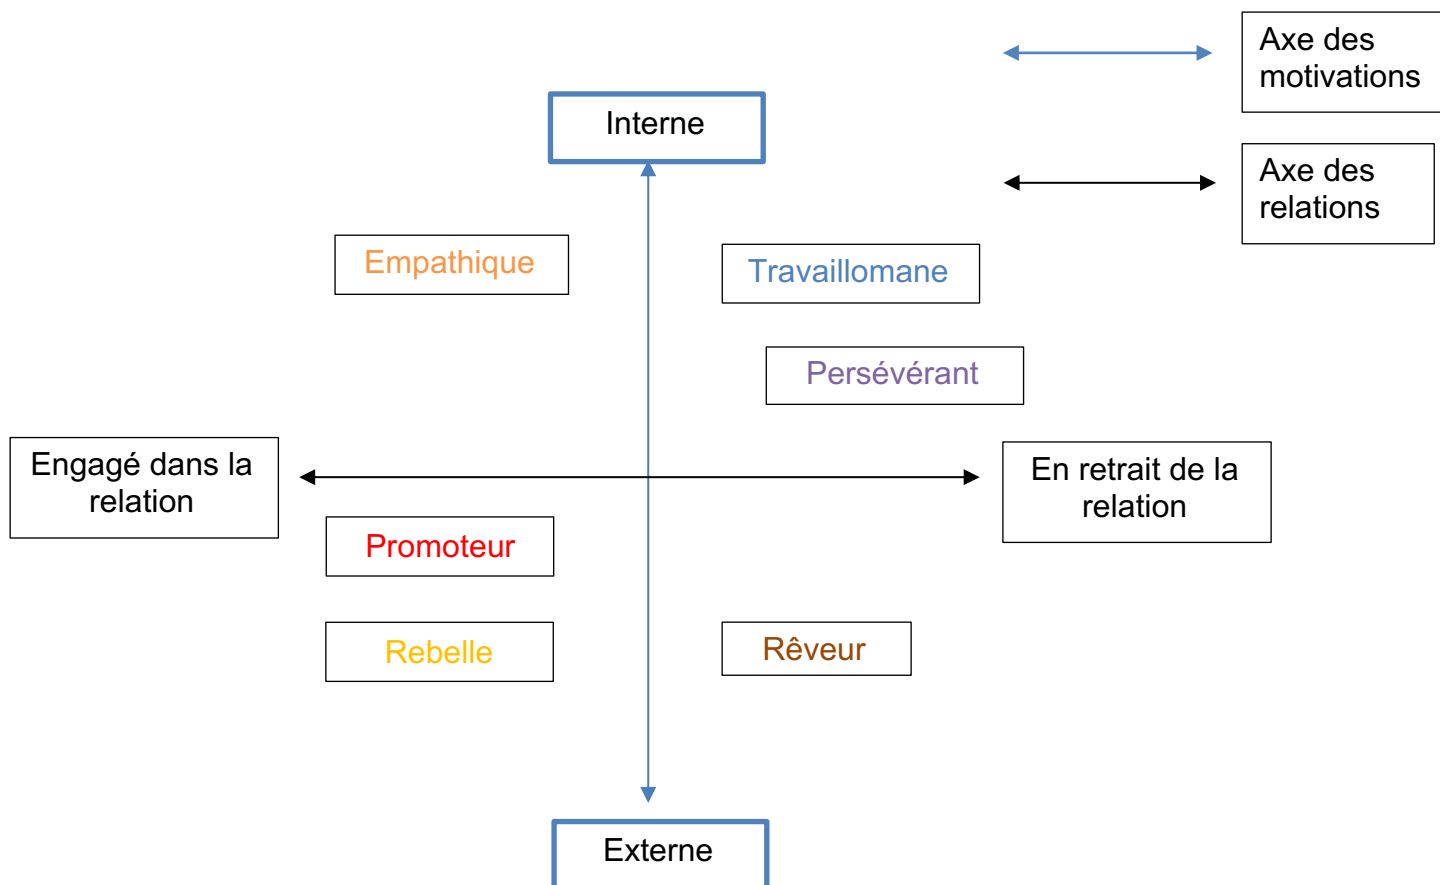 Axe des
motivations
Interne
Axe des
relations
Empathique
Travaillomane
Persévérant
Engagé dans la
relation
En retrait de la
relation
Promoteur
Rebelle
Rêveur
Externe